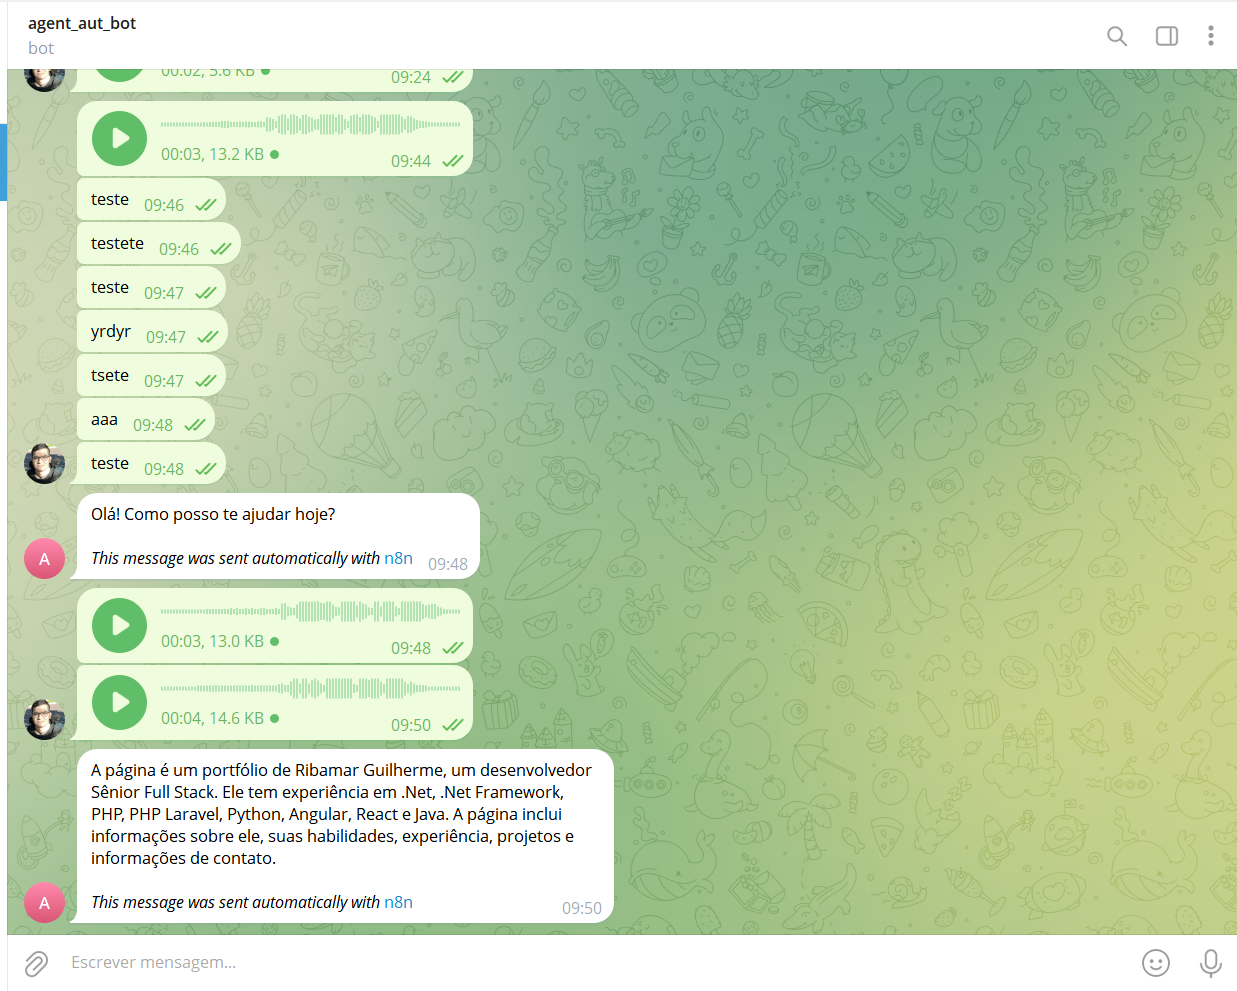 agent_aut_bot
bot
00:02, 5.6 KB
09:24
00:03, 13.2 KB
09:44
teste 09:46
testete 09:46
teste 09:47
yrdyr 09:47
tsete 09:47
aaa 09:48
teste 09:48
Olá! Como posso te ajudar hoje?
This message was sent automatically with n8n 09:48
A
00:03, 13.0 KB
09:48
00:04, 14.6 KB
09:50
A página é um portfólio de Ribamar Guilherme, um desenvolvedor
Sênior Full Stack. Ele tem experiência em .Net, .Net Framework,
PHP, PHP Laravel, Python, Angular, React e Java. A página inclui
informações sobre ele, suas habilidades, experiência, projetos e
informações de contato.
This message was sent automatically with n8n
A
09:50
Escrever mensagem...